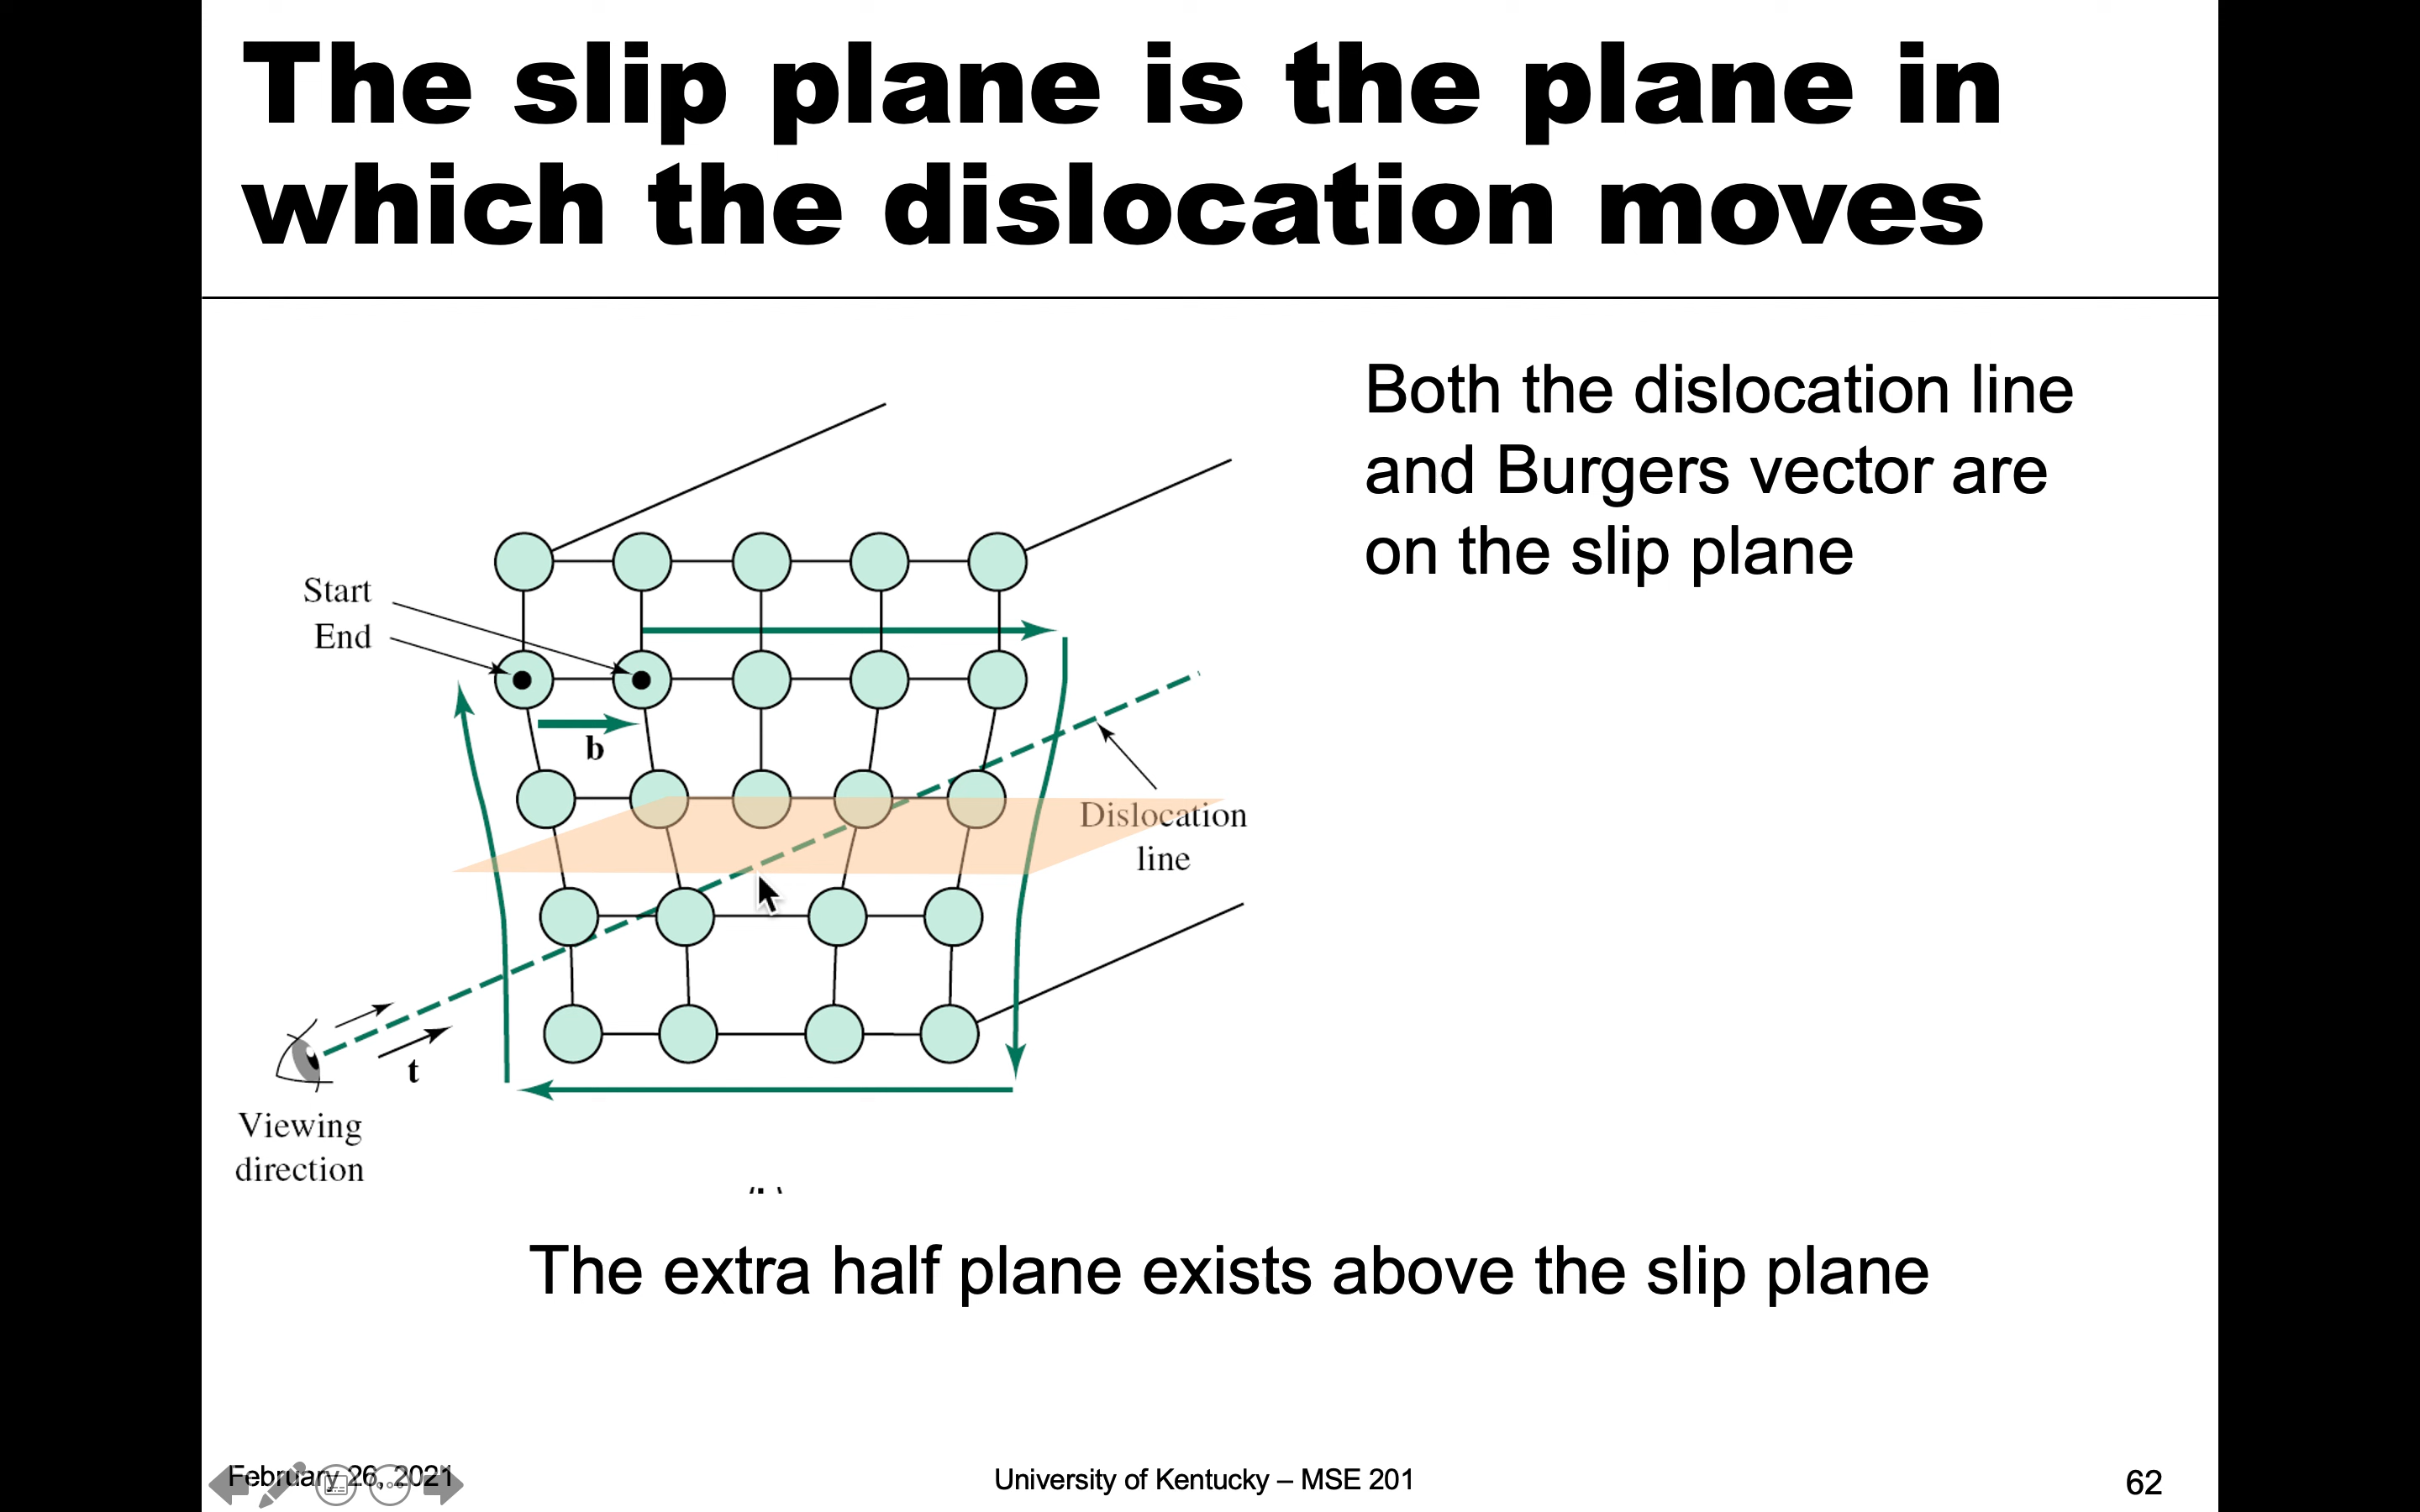 The slip plane is the plane in
which the dislocation moves
Both the dislocation line
and Burgers vector are
on the slip plane
Start
End
b
Dislocation
line
t
Viewing
direction
The extra half plane exists above the slip plane
February 26, 2021
University of Kentucky – MSE 201
62